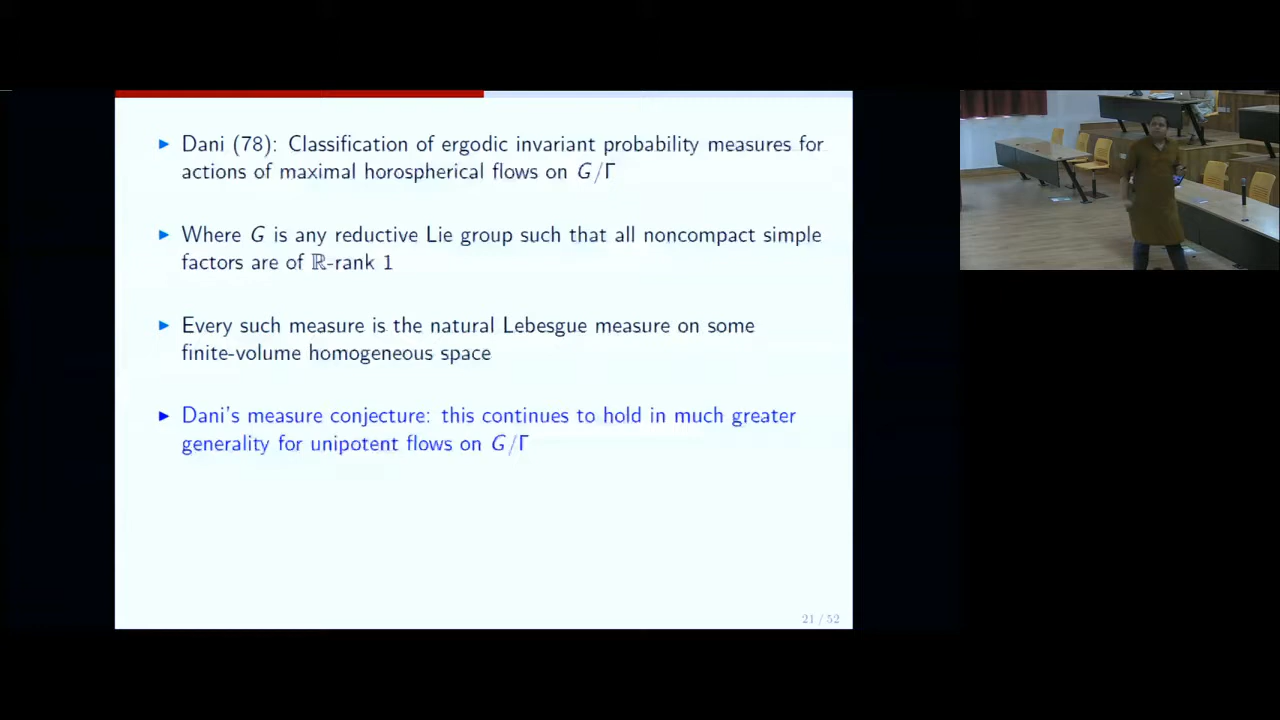 ▶ Dani (78): Classification of ergodic invariant probability measures for
actions of maximal horospherical flows on G/Γ
▶ Where G is any reductive Lie group such that all noncompact simple
factors are of ℝ-rank 1
▶ Every such measure is the natural Lebesgue measure on some
finite-volume homogeneous space
▶ Dani's measure conjecture: this continues to hold in much greater
generality for unipotent flows on G/Γ
21 / 52